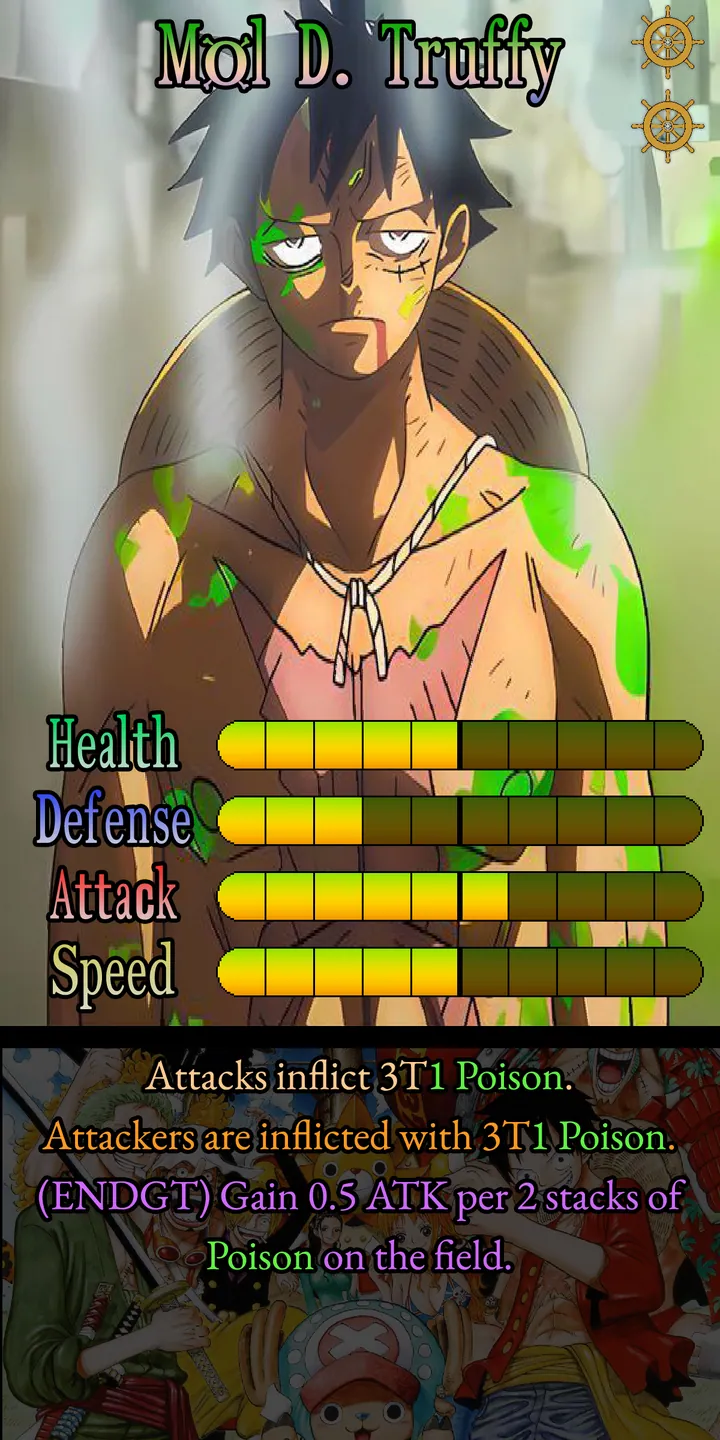 Mol D. Truffy
Health
Defense
Attack
Speed
Attacks inflict 3T1 Poison.
Attackers are inflicted with 3T1 Poison.
(ENDGT) Gain 0.5 ATK per 2 stacks of
Poison on the field.